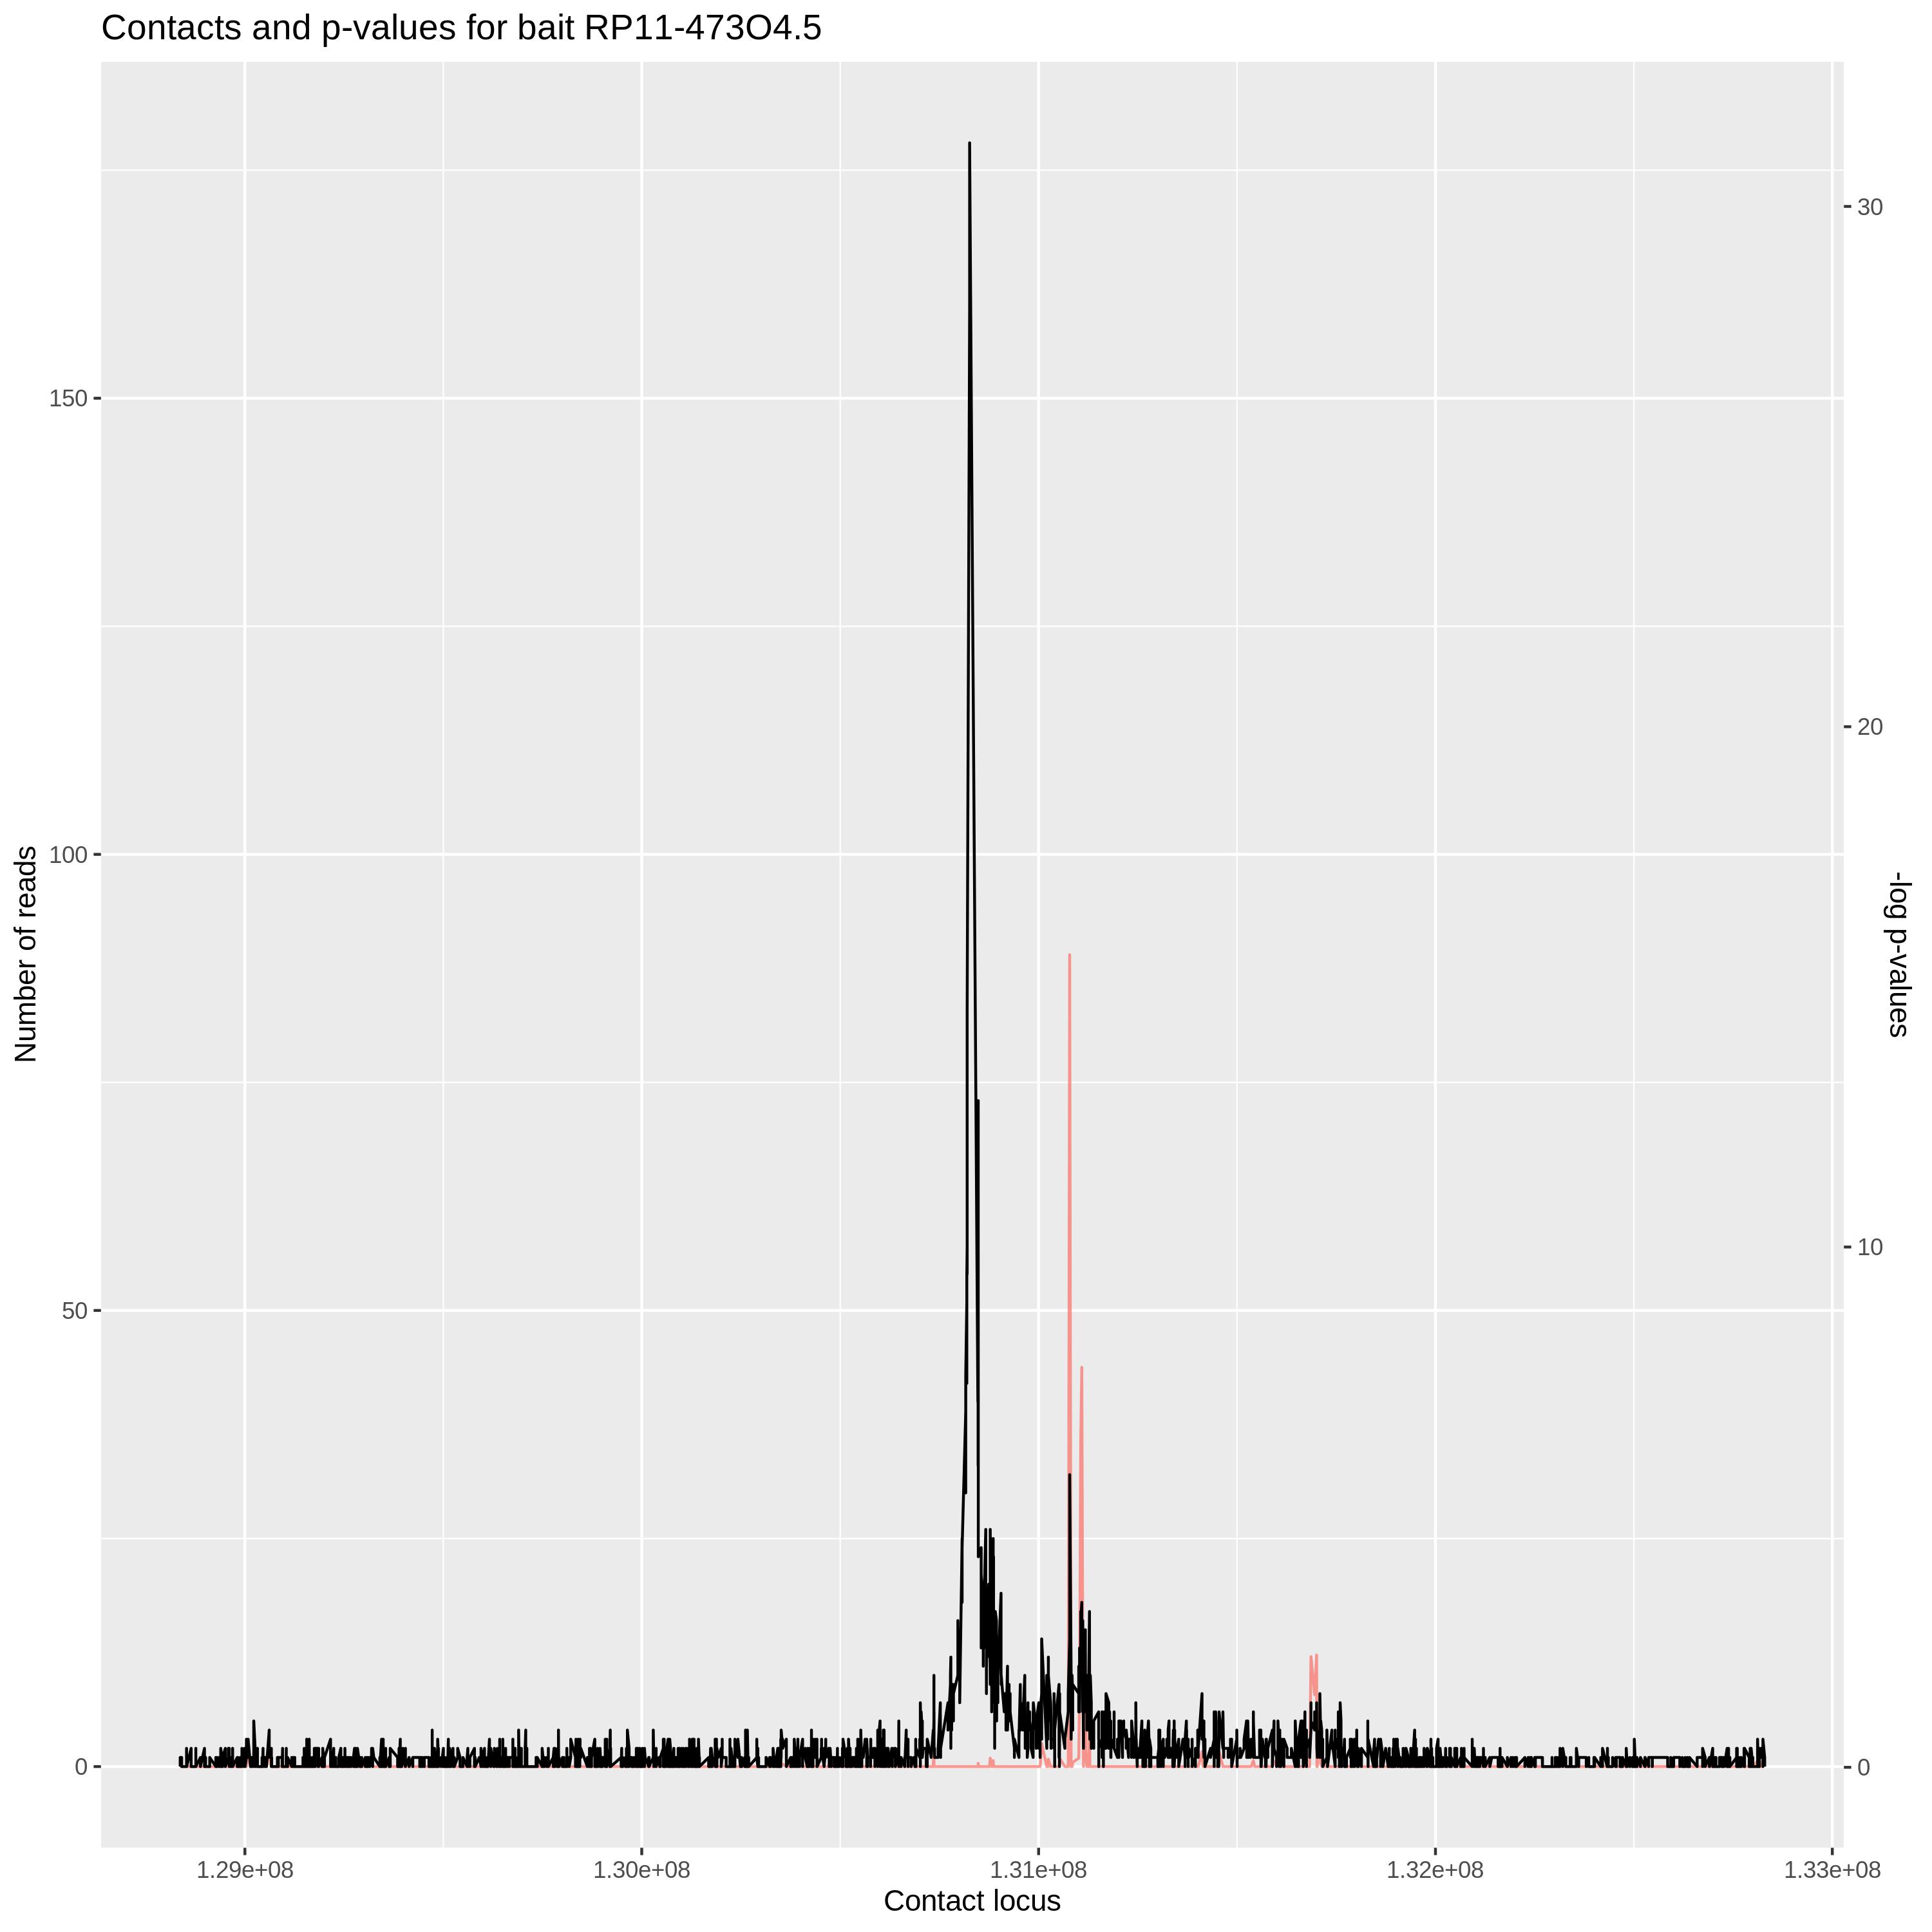 Contacts and p-values for bait RP11-473O4.5
150
100
50
0
Number of reads
30
20
10
0
-log p-values
1.29e+08
1.30e+08
1.31e+08
1.32e+08
1.33e+08
Contact locus